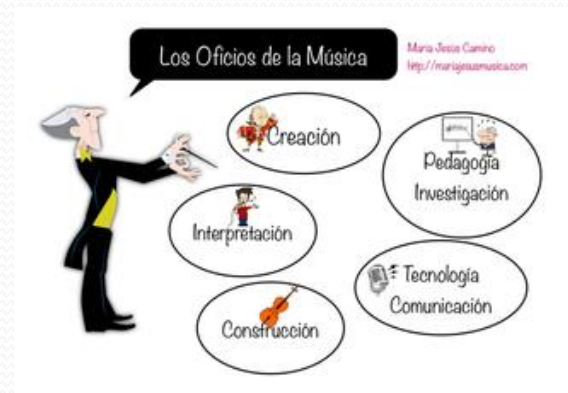 Los Oficios de la Música
María Jesús Camino
http://mariajesusmusica.com
Creación
Pedagogía
Investigación
Interpretación
Tecnología
Comunicación
Construcción